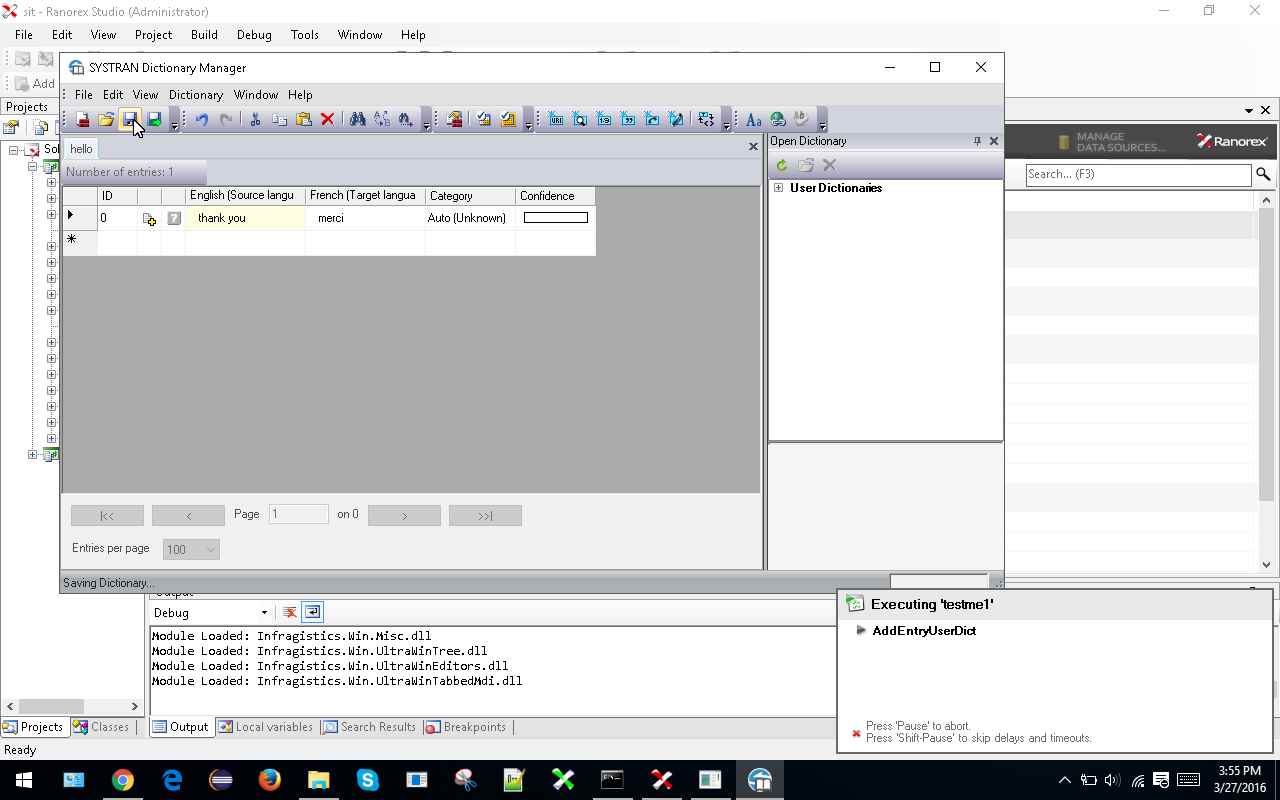 sit - Ranorex Studio (Administrator)
File Edit View Project Build Debug Tools Window Help
Add
Projects
SYSTRAN Dictionary Manager
File Edit View Dictionary Window Help
hello
Number of entries: 1
ID English (Source langu French (Target langua Category Confidence
0 thank you merci Auto (Unknown)
Open Dictionary
User Dictionaries
MANAGE
DATA SOURCES...
Ranorex
Search... (F3)
|<< < Page 1 on 0 > >>|
Entries per page 100
Saving Dictionary...
Debug
Module Loaded: Infragistics.Win.Misc.dll
Module Loaded: Infragistics.Win.UltraWinTree.dll
Module Loaded: Infragistics.Win.UltraWinEditors.dll
Module Loaded: Infragistics.Win.UltraWinTabbedMdi.dll
Executing 'testme1'
AddEntryUserDict
Press 'Pause' to abort.
Press 'Shift-Pause' to skip delays and timeouts.
Projects Classes
Output Local variables Search Results Breakpoints
Ready
3:55 PM
3/27/2016